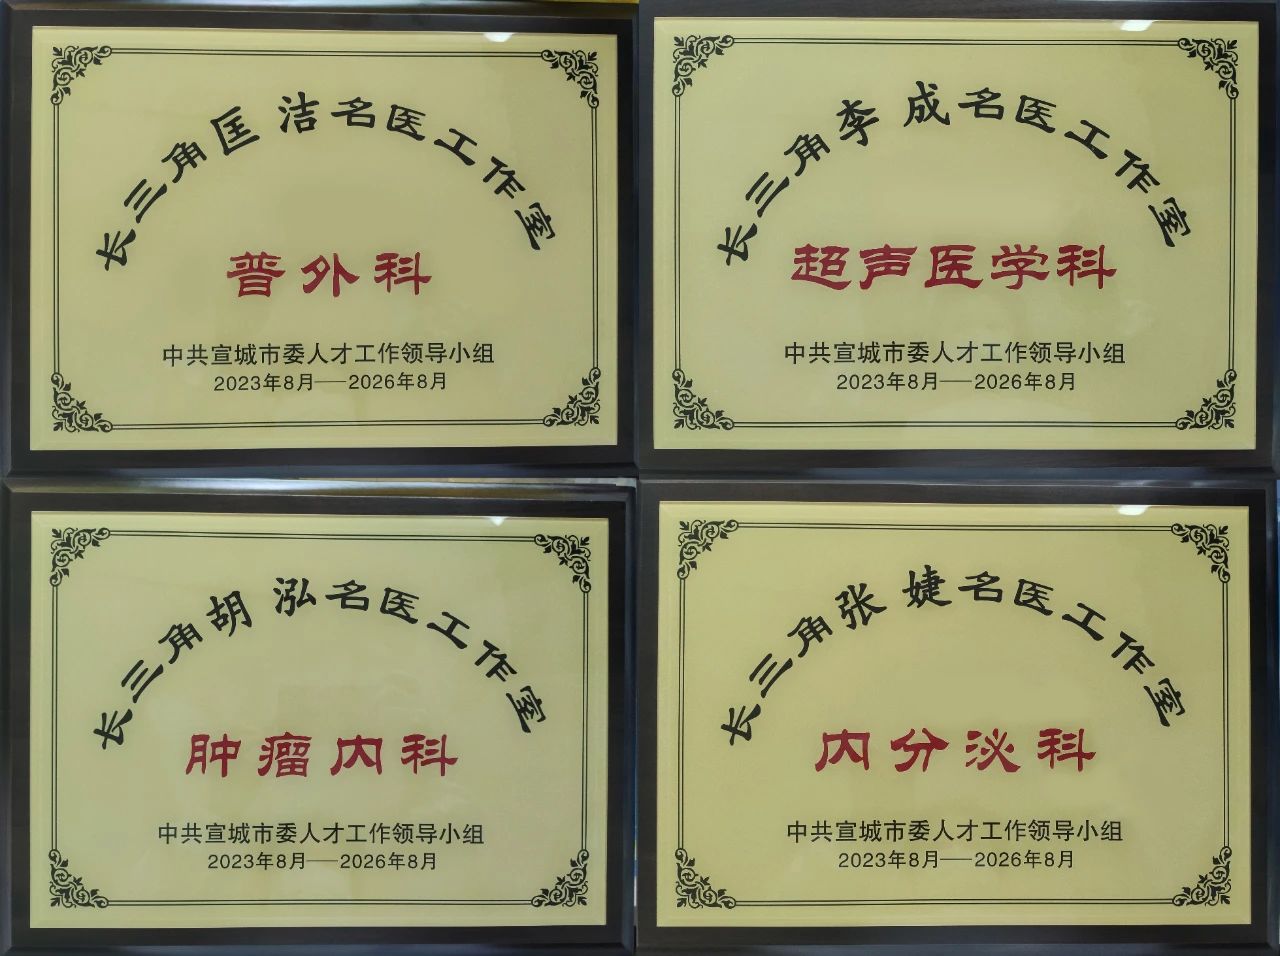 长三角匡洁名医工作室
普外科
中共宣城市委人才工作领导小组
2023年8月——2026年8月
长三角李成名医工作室
超声医学科
中共宣城市委人才工作领导小组
2023年8月——2026年8月
长三角胡泓名医工作室
肿瘤内科
中共宣城市委人才工作领导小组
2023年8月——2026年8月
长三角张婕名医工作室
内分泌科
中共宣城市委人才工作领导小组
2023年8月——2026年8月